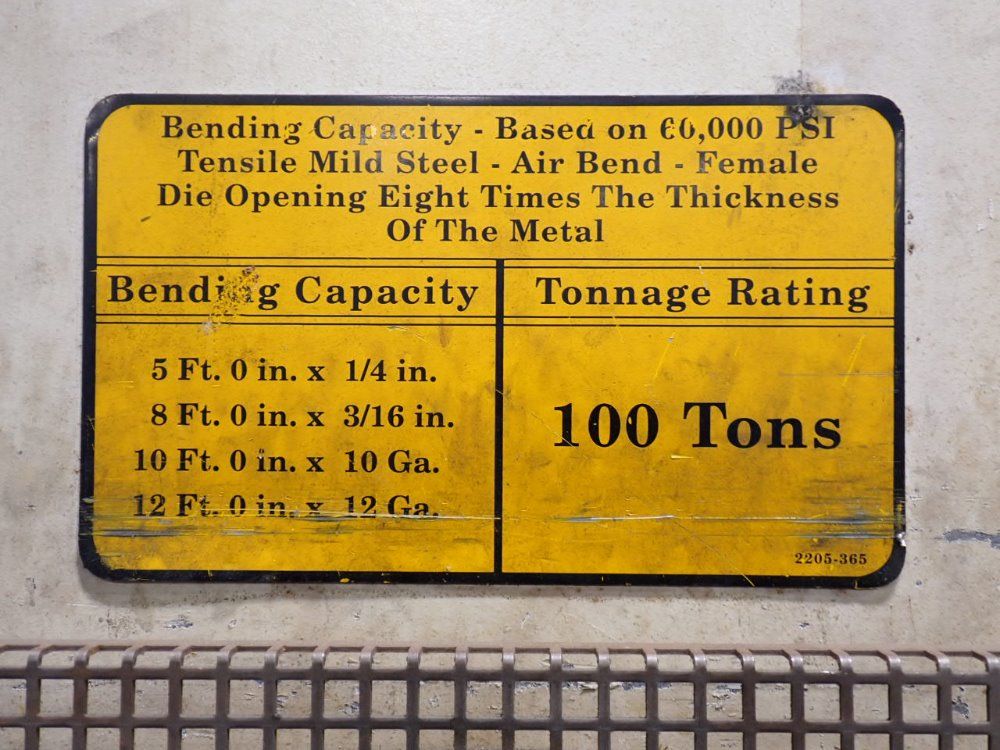 Bending Capacity - Based on 60,000 PSI
Tensile Mild Steel - Air Bend - Female
Die Opening Eight Times The Thickness
Of The Metal
Bending Capacity
Tonnage Rating
5 Ft. 0 in. x 1/4 in.
8 Ft. 0 in. x 3/16 in.
10 Ft. 0 in. x 10 Ga.
12 Ft. 0 in. x 12 Ga.
100 Tons
2205-365